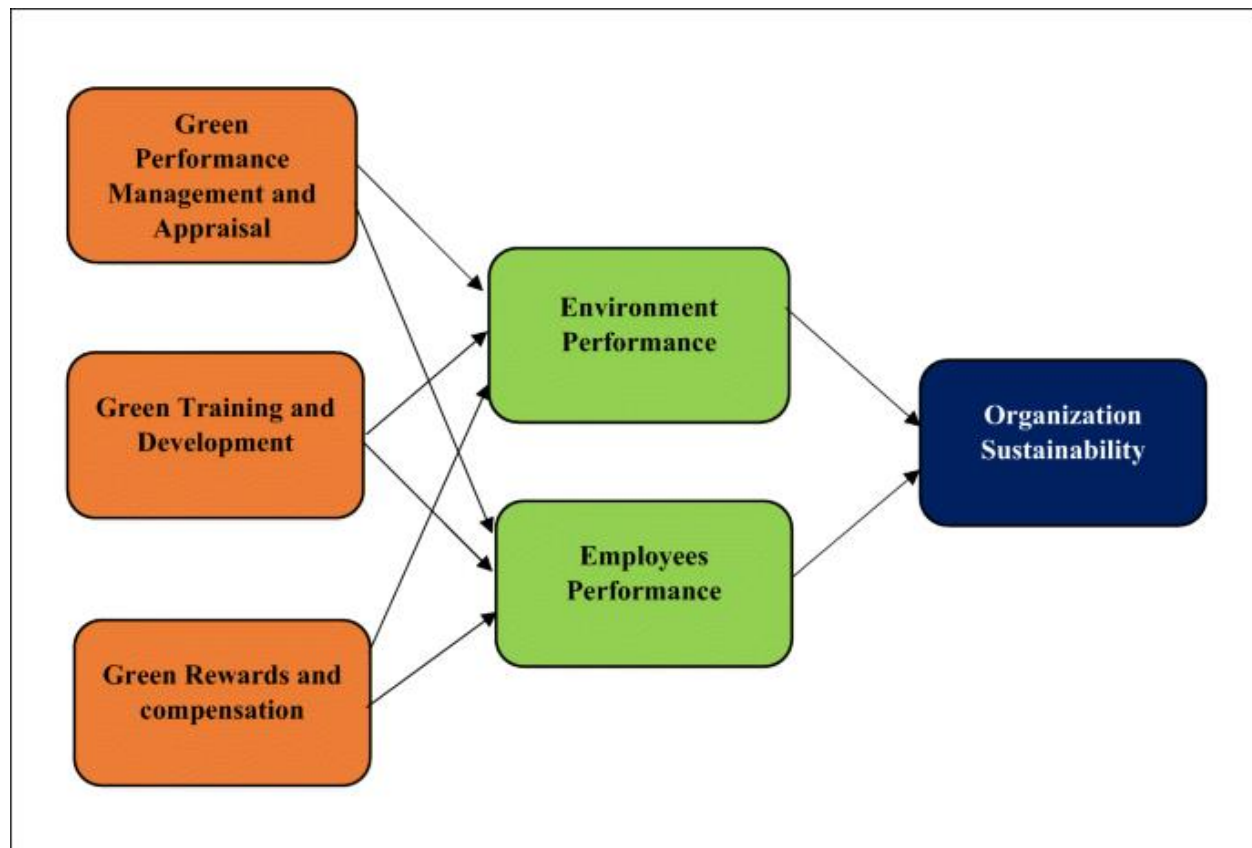 Green
Performance
Management and
Appraisal
Environment
Performance
Green Training and
Development
Organization
Sustainability
Employees
Performance
Green Rewards and
compensation